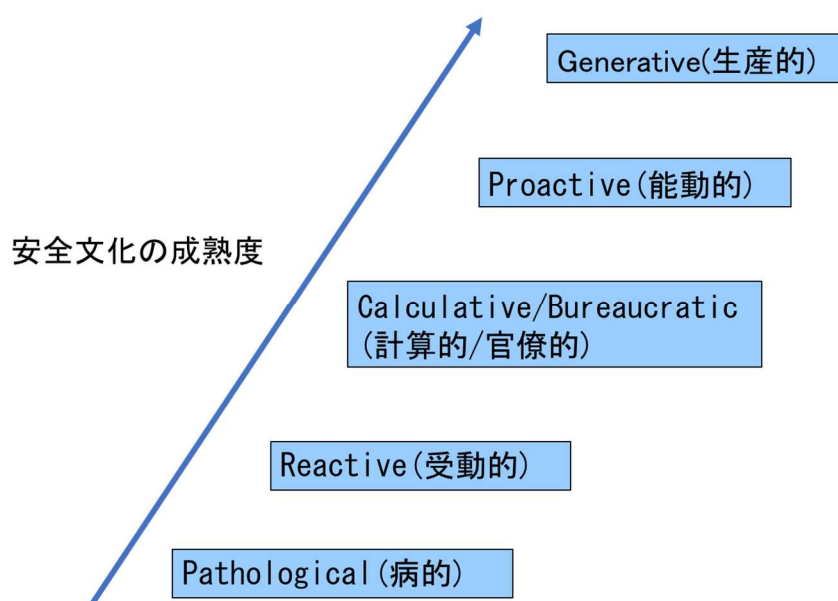 Generative(生産的)
Proactive(能動的)
安全文化の成熟度
Calculative/Bureaucratic
(計算的/官僚的)
Reactive(受動的)
Pathological(病的)